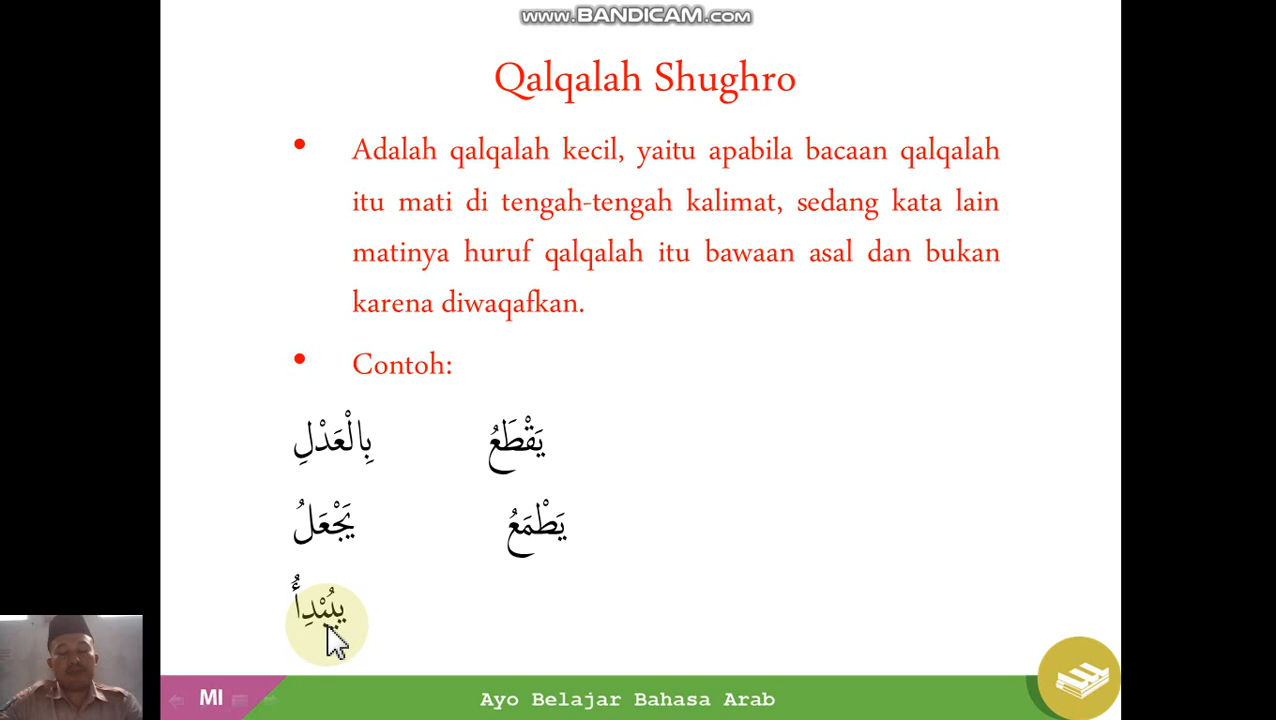 www.BANDICAM.com
Qalqalah Shughro
• Adalah qalqalah kecil, yaitu apabila bacaan qalqalah
itu mati di tengah-tengah kalimat, sedang kata lain
matinya huruf qalqalah itu bawaan asal dan bukan
karena diwaqafkan.
• Contoh:
يَقْطَعُ بِالْعَدْلِ
يَطْمَعُ يَجْعَلُ
يُبْدِأُ
MI
Ayo Belajar Bahasa Arab